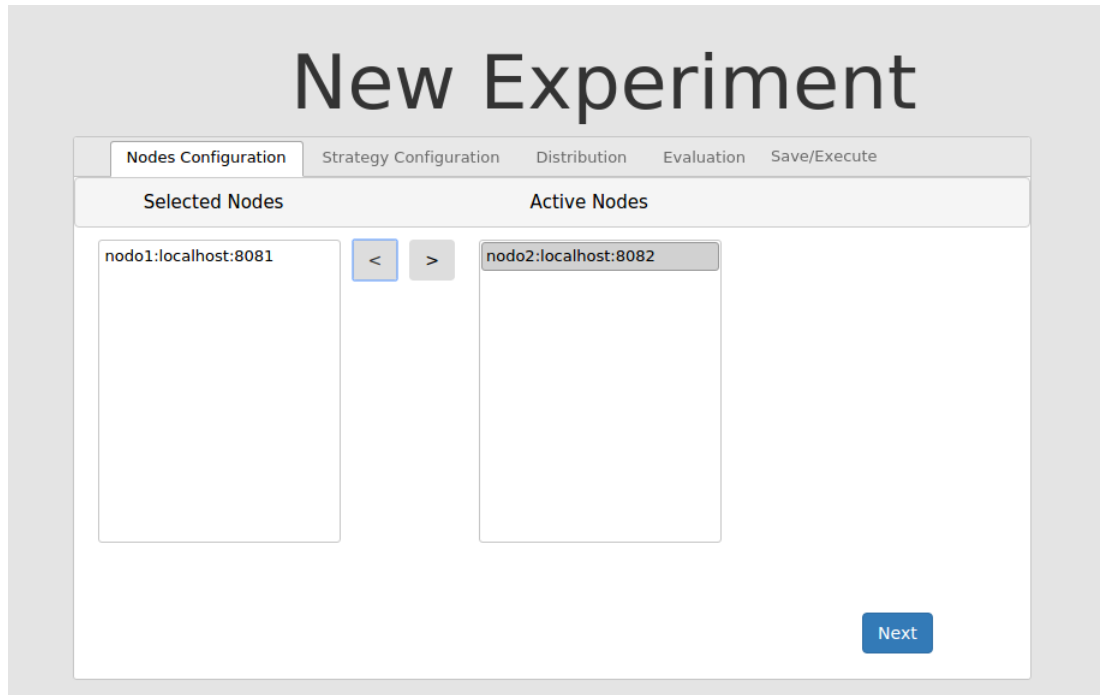 New Experiment
Nodes Configuration Strategy Configuration Distribution Evaluation Save/Execute
Selected Nodes Active Nodes
nodo1:localhost:8081 < > nodo2:localhost:8082
Next